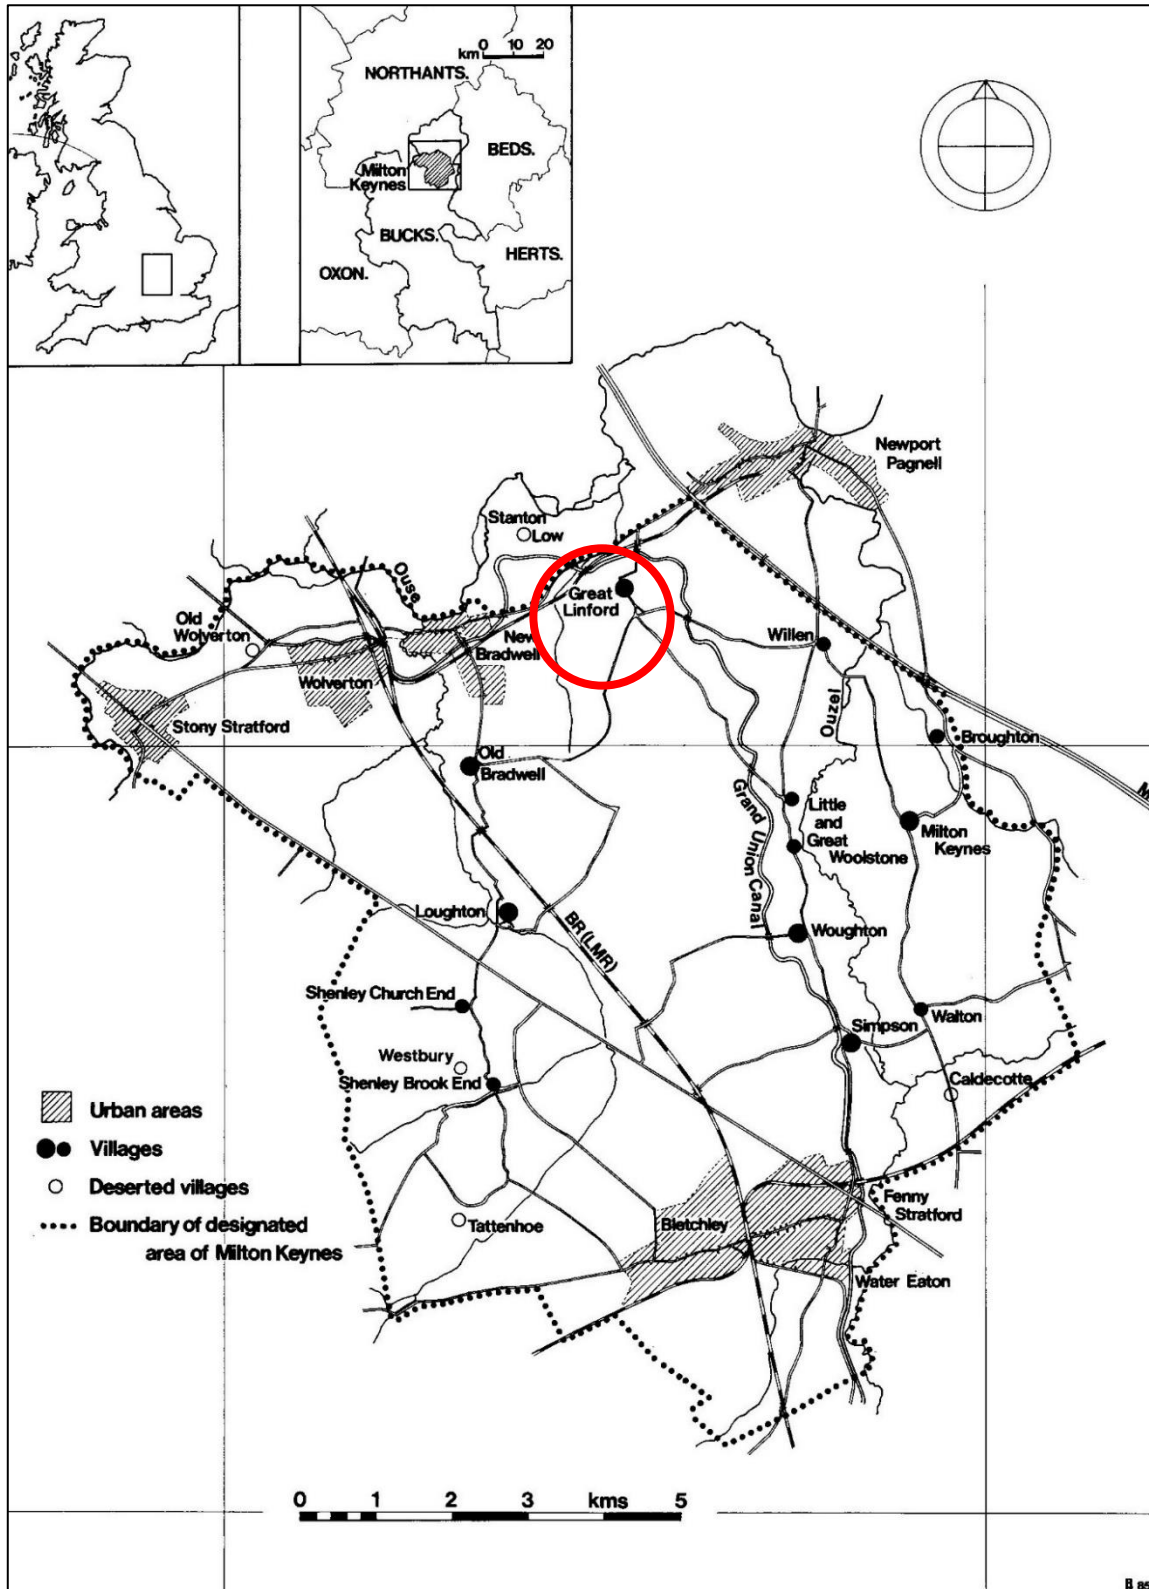 km
0 10 20
NORTHANTS.
BEDS.
Milton
Keynes
BUCKS.
HERTS.
OXON.
Newport
Pagnell
Stanton
Low
Ouse
Great
Linford
Old
Wolverton
New
Bradwell
Willen
Wolverton
Ouzel
Stony Stratford
Broughton
Old
Bradwell
Grand Union Canal
Little and
Great
Woolstone
Milton
Keynes
Loughton
BR (LMR)
Woughton
Shenley Church End
Walton
Simpson
Westbury
Shenley Brook End
Caldecotte
Urban areas
Villages
Deserted villages
Boundary of designated
area of Milton Keynes
Tattenhoe
Bletchley
Fenny
Stratford
Water Eaton
0 1 2 3 kms 5